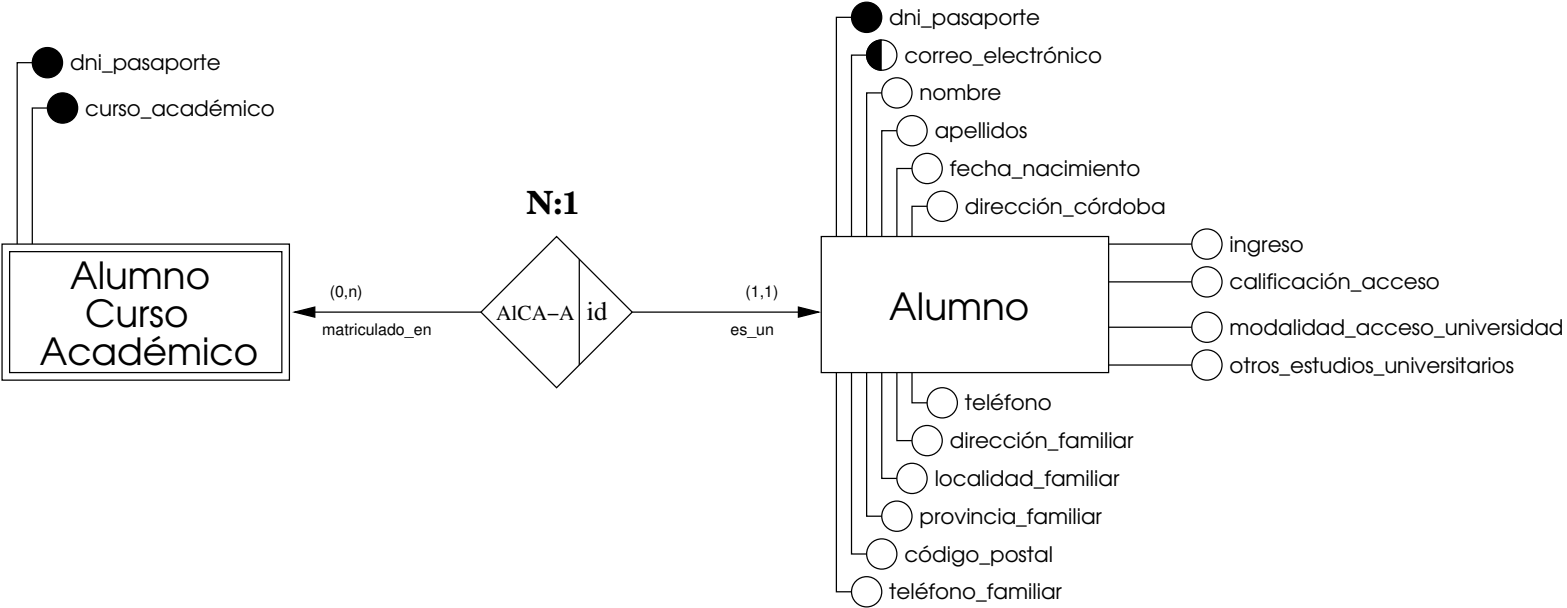 dni_pasaporte
curso_académico
Alumno
Curso
Académico
(0,n)
matriculado_en
N:1
AlCA–A
id
(1,1)
es_un
dni_pasaporte
correo_electrónico
nombre
apellidos
fecha_nacimiento
dirección_córdoba
Alumno
ingreso
calificación_acceso
modalidad_acceso_universidad
otros_estudios_universitarios
teléfono
dirección_familiar
localidad_familiar
provincia_familiar
código_postal
teléfono_familiar